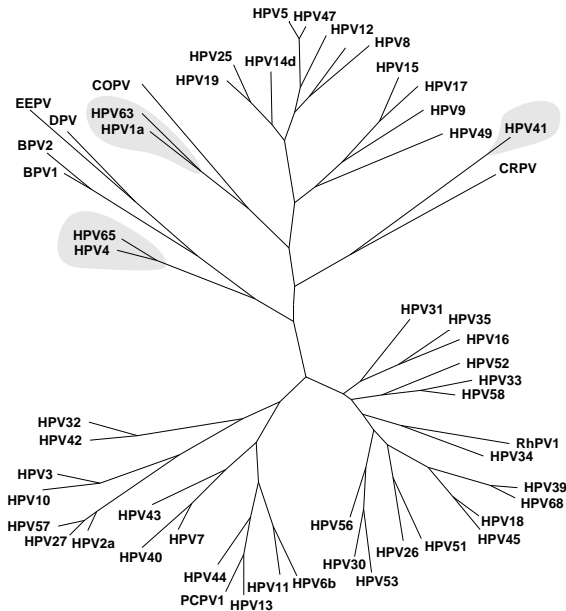 HPV5 HPV47
HPV12
HPV8
HPV25
HPV14d
HPV19
HPV15
HPV17
HPV9
HPV49
COPV
HPV63
HPV1a
EEPV
DPV
BPV2
BPV1
HPV41
CRPV
HPV65
HPV4
HPV31
HPV35
HPV16
HPV52
HPV33
HPV58
RhPV1
HPV34
HPV39
HPV68
HPV18
HPV45
HPV51
HPV26
HPV56
HPV30
HPV53
HPV32
HPV42
HPV3
HPV10
HPV57
HPV27
HPV2a
HPV43
HPV40
HPV7
HPV44
PCPV1
HPV13
HPV11
HPV6b